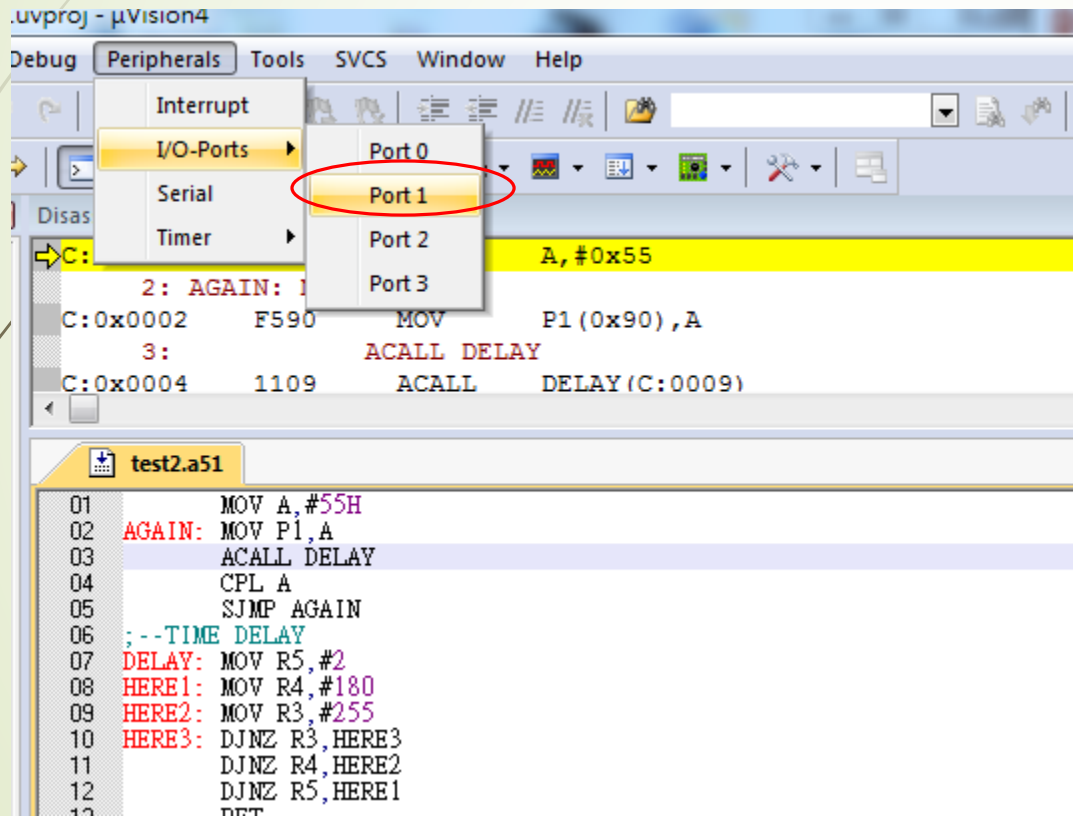 .uvproj - µVision4
Debug Peripherals Tools SVCS Window Help
Interrupt
I/O-Ports
Serial
Timer
Port 0
Port 1
Port 2
Port 3
Disas
C: A,#0x55
2: AGAIN:
C:0x0002 F590 MOV P1(0x90),A
3: ACALL DELAY
C:0x0004 1109 ACALL DELAY(C:0009)
test2.a51
01 MOV A,#55H
02 AGAIN: MOV P1,A
03 ACALL DELAY
04 CPL A
05 SJMP AGAIN
06 ;--TIME DELAY
07 DELAY: MOV R5,#2
08 HERE1: MOV R4,#180
09 HERE2: MOV R3,#255
10 HERE3: DJNZ R3,HERE3
11 DJNZ R4,HERE2
12 DJNZ R5,HERE1
13 RET